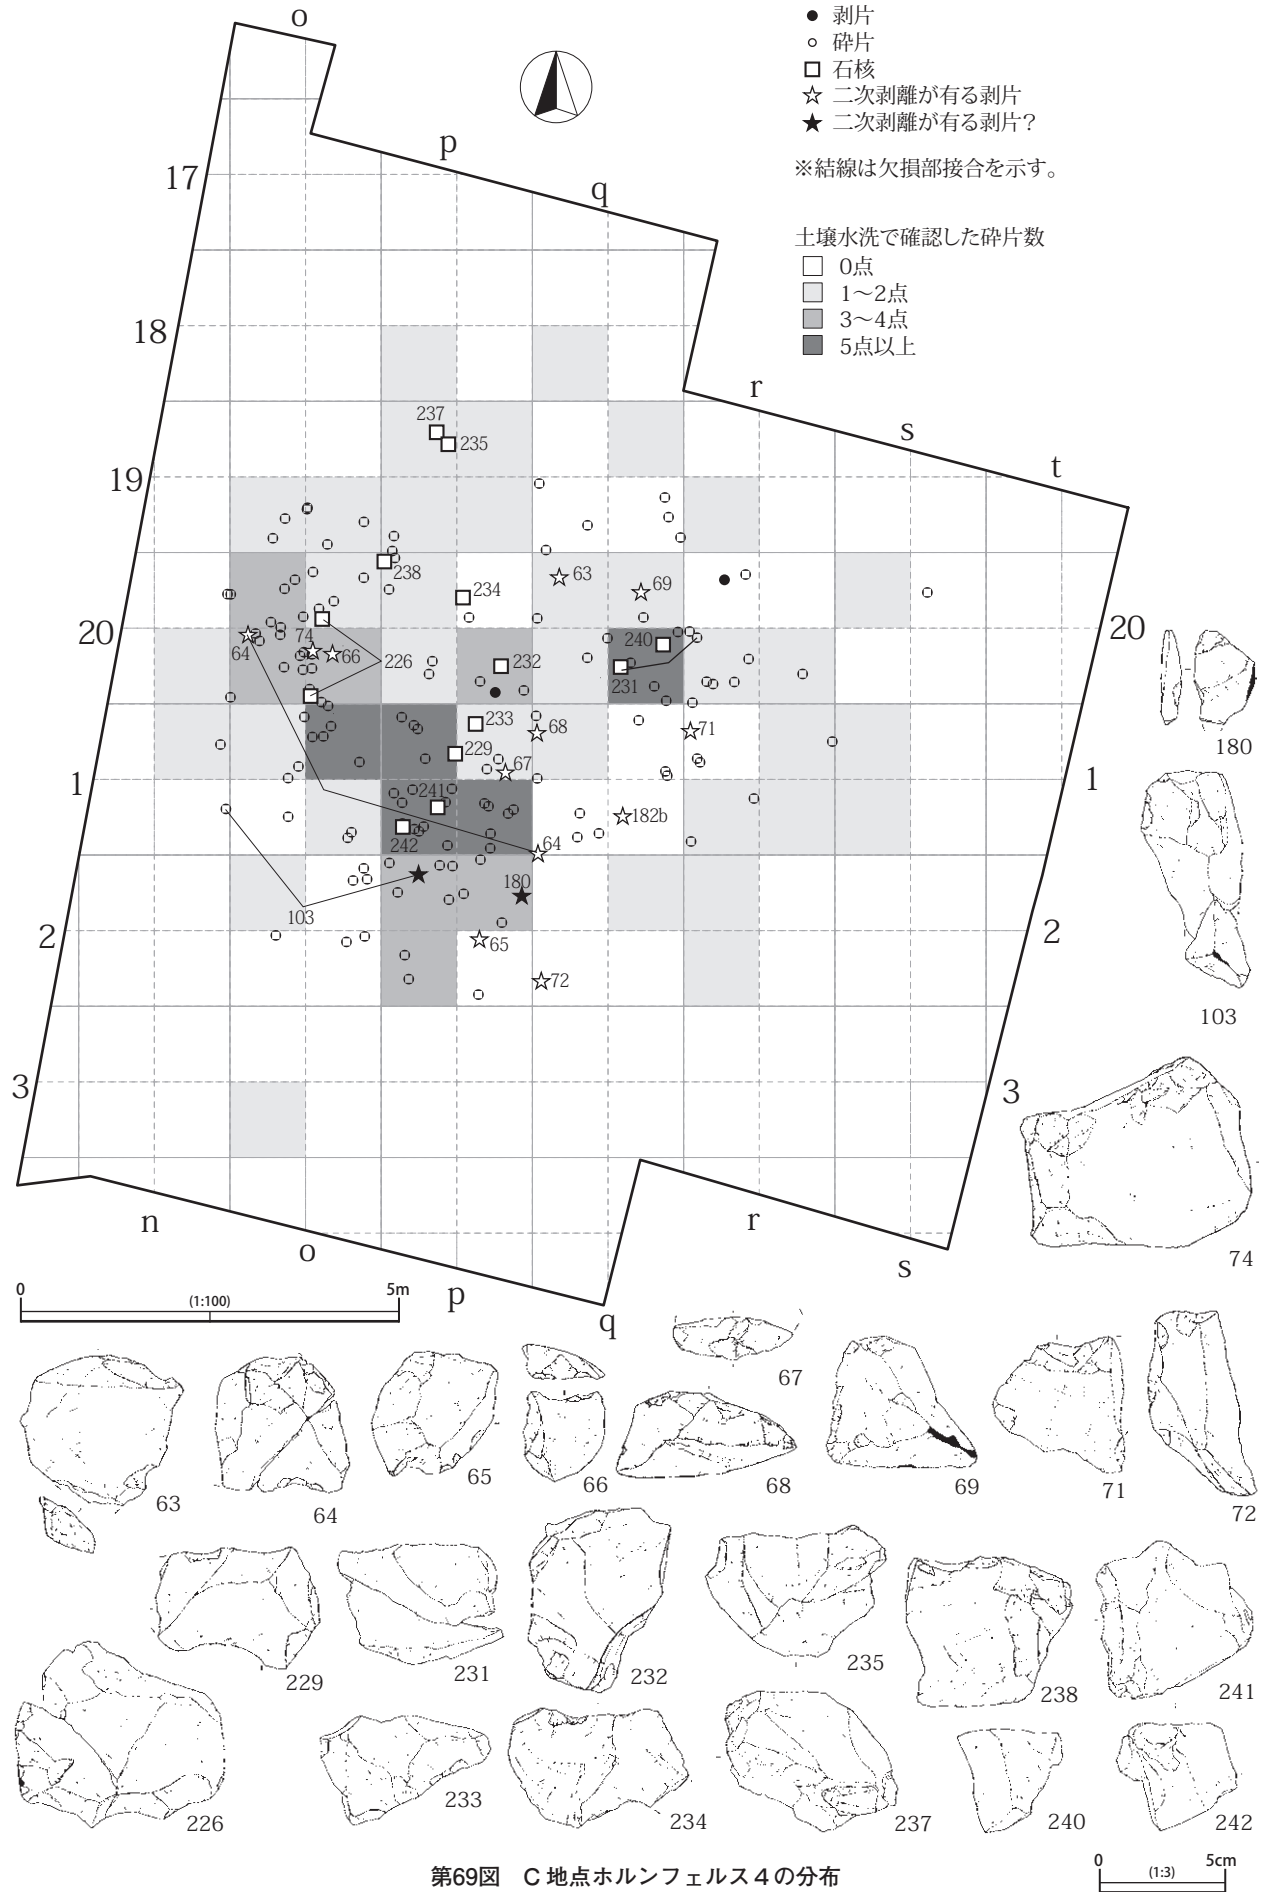 o
p
q
● 剥片
○ 砕片
□ 石核
☆ 二次剥離が有る剥片
★ 二次剥離が有る剥片?
※結線は欠損部接合を示す。
土壌水洗で確認した砕片数
0点
1〜2点
3〜4点
5点以上
17
18
r
s
t
237
235
19
238
234
63
69
20
20
64
74
66
226
232
240
231
233
229
68
67
71
1
1
241
242
64
182b
180
103
2
2
65
72
3
3
n
o
p
q
r
s
180
103
74
0 5m
(1:100)
63
64
65
66
67
68
69
71
72
229
231
232
235
238
241
226
233
234
237
240
242
0 5cm
(1:3)
第69図 C地点ホルンフェルス4の分布